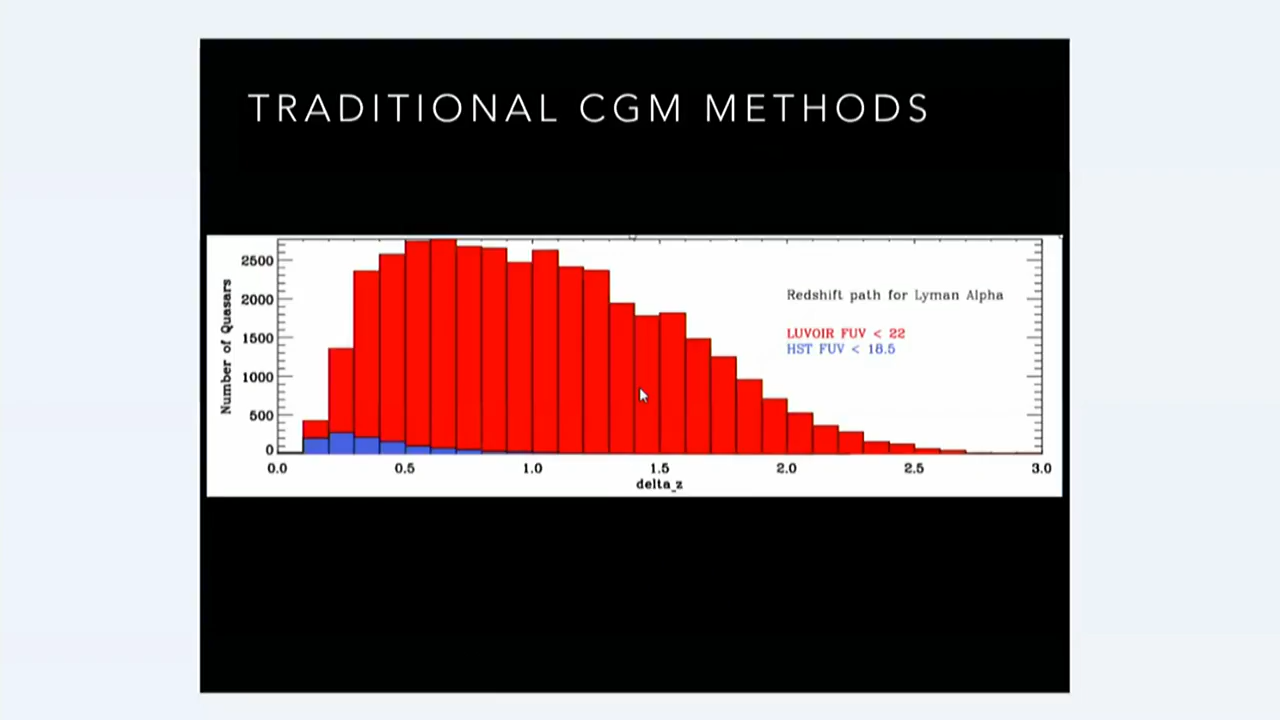 TRADITIONAL CGM METHODS
2500
2000
1500
1000
500
0
Number of Quasars
Redshift path for Lyman Alpha
LUVOIR FUV < 22
HST FUV < 18.5
0.0 0.5 1.0 1.5 2.0 2.5 3.0
delta_z